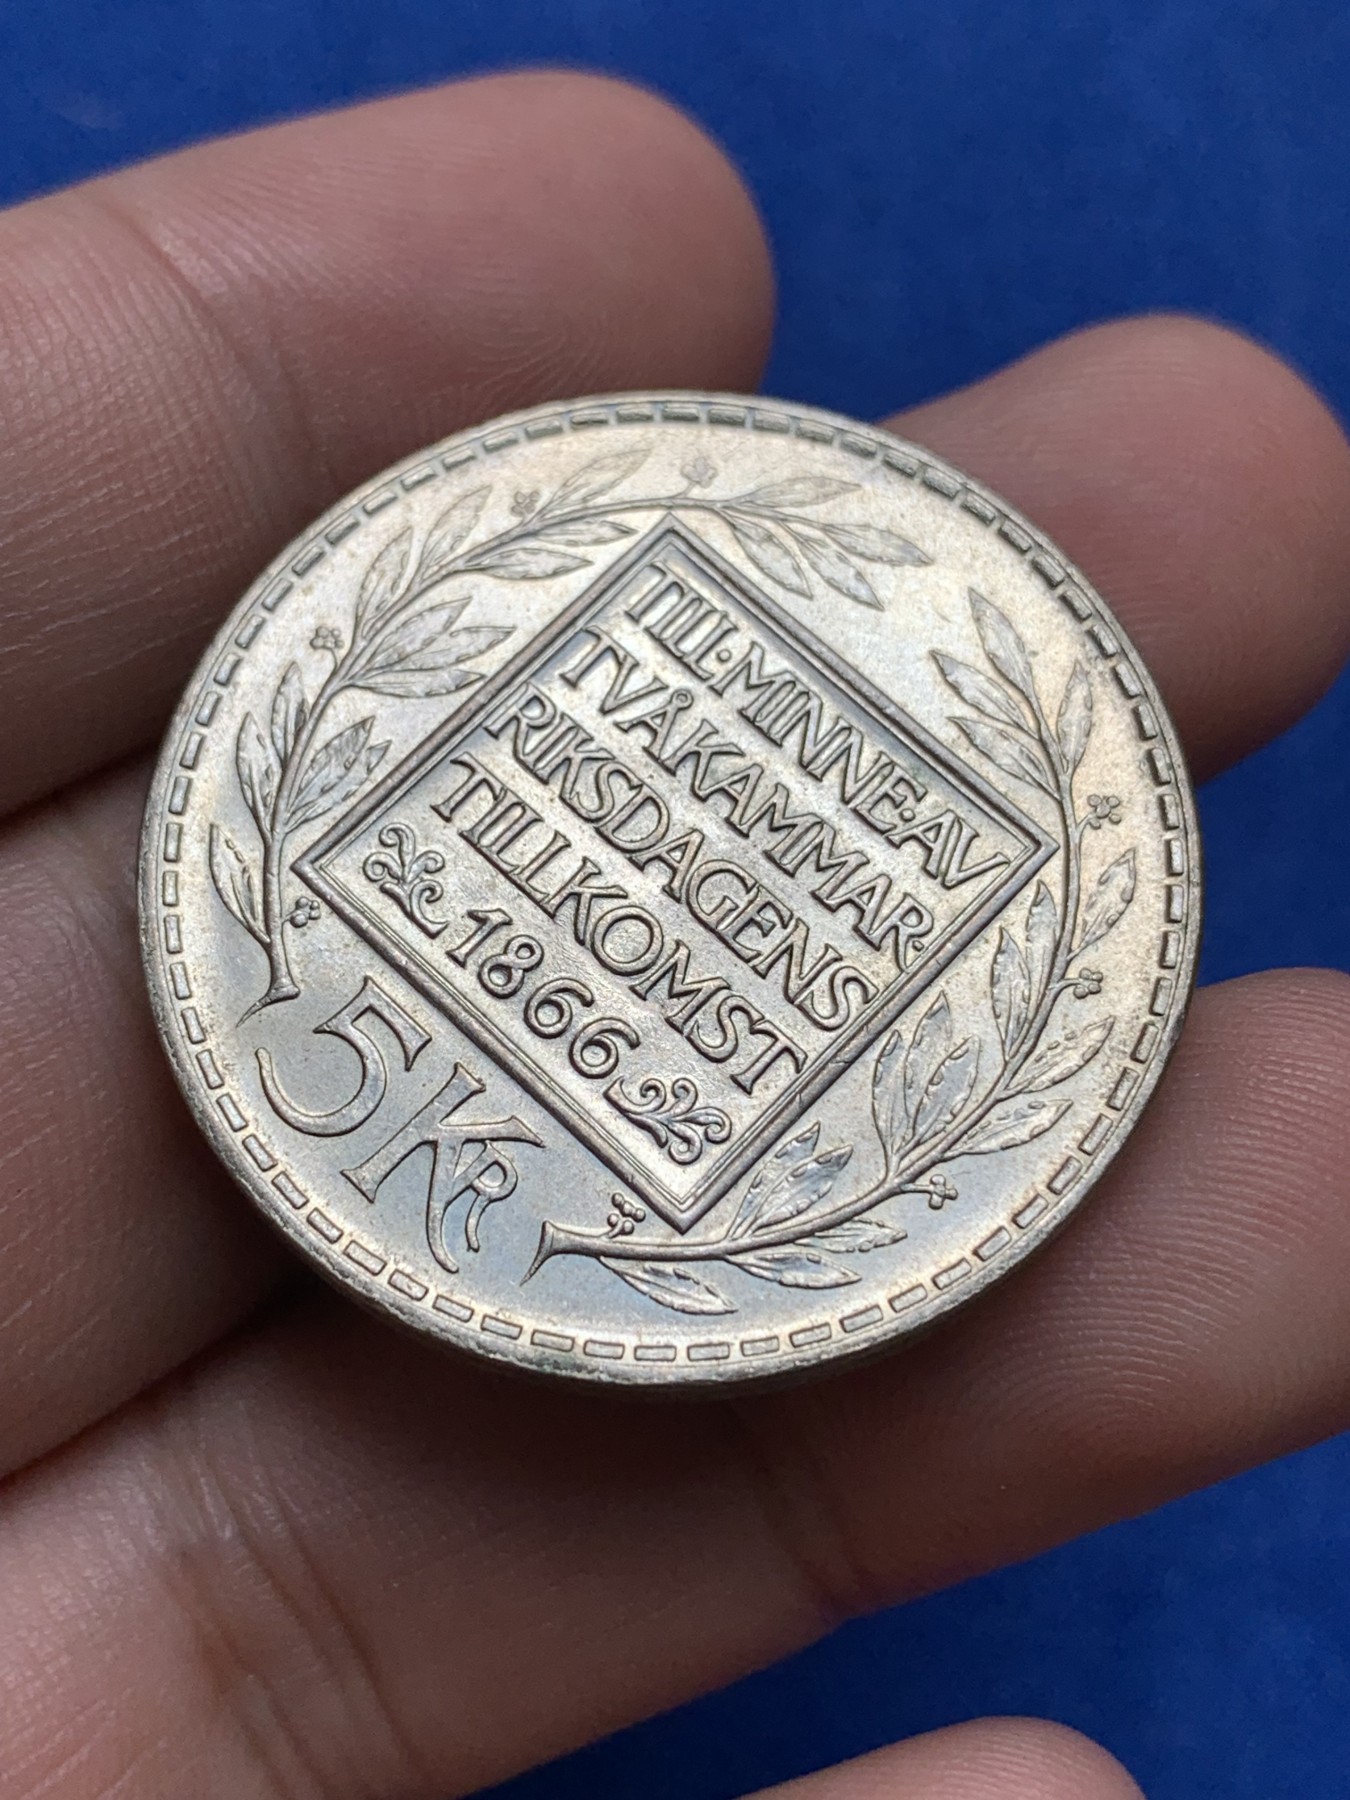 TILL·MINNE·AV
TVÅKAMMAR·
RIKSDAGENS
TILLKOMST
1866
5 KR